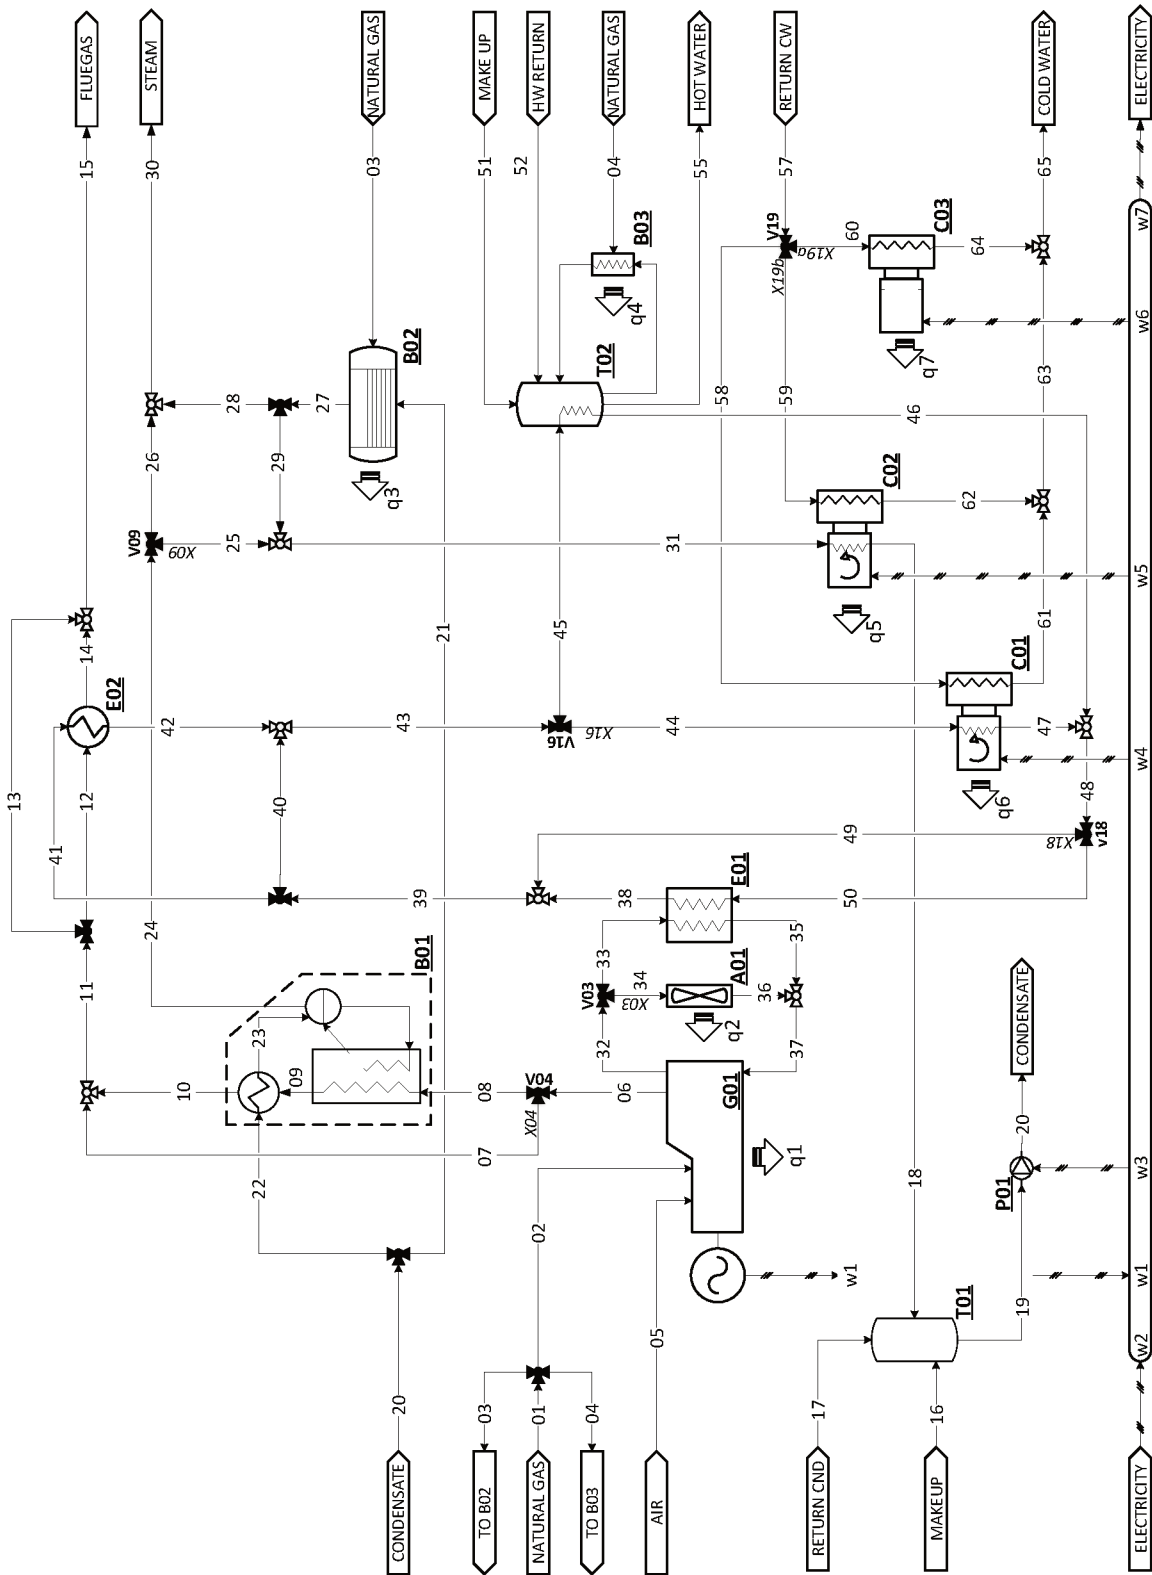 FLUEGAS
STEAM
NATURAL GAS
MAKE UP
HW RETURN
NATURAL GAS
HOT WATER
RETURN CW
COLD WATER
ELECTRICITY
15
30
03
51
52
04
55
57
65
V19
X19b
X19a
60
C03
64
w7
B03
q4
B02
T02
q7
w6
58
59
63
28
27
26
29
q3
46
V09
X09
25
31
C02
62
q5
w5
14
13
E02
42
12
41
40
21
45
43
V16
X16
44
C01
61
47
q6
w4
48
X18
v18
49
39
38
E01
50
24
11
B01
33
35
V03
34
X03
A01
36
q2
32
37
23
09
10
08
V04
X04
06
G01
07
22
02
q1
18
CONDENSATE
20
P01
w3
w1
05
T01
19
w1
w2
20
03
01
04
17
16
CONDENSATE
TO B02
NATURAL GAS
TO B03
AIR
RETURN CND
MAKEUP
ELECTRICITY